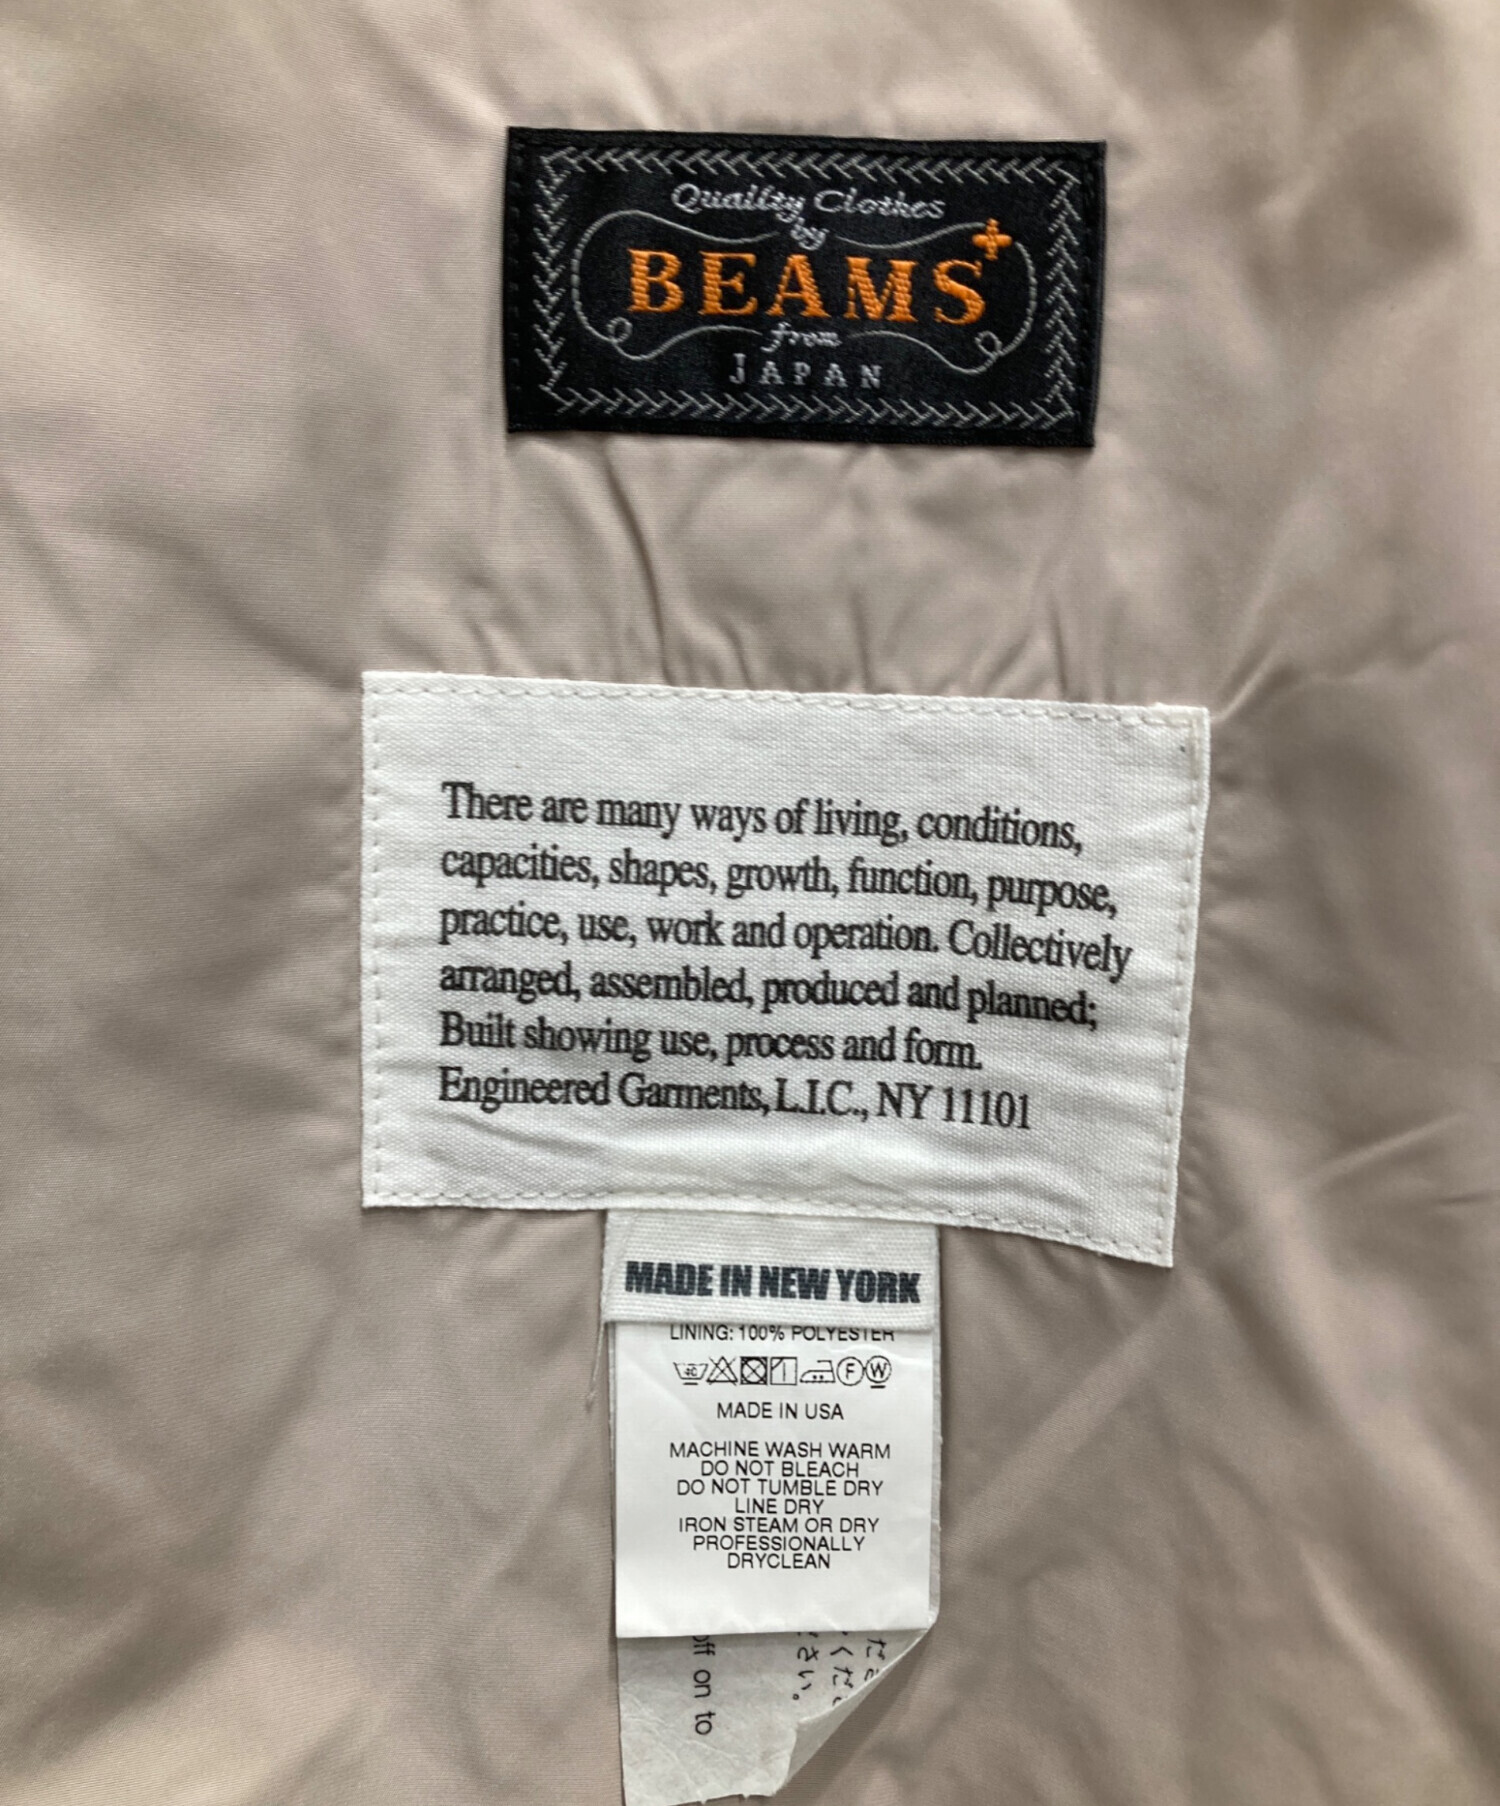 Quality Clothes
by
BEAMS+
from
JAPAN
There are many ways of living, conditions,
capacities, shapes, growth, function, purpose,
practice, use, work and operation. Collectively
arranged, assembled, produced and planned;
Built showing use, process and form.
Engineered Garments, L.I.C., NY 11101
MADE IN NEW YORK
LINING: 100% POLYESTER
F W
MADE IN USA
MACHINE WASH WARM
DO NOT BLEACH
DO NOT TUMBLE DRY
LINE DRY
IRON STEAM OR DRY
PROFESSIONALLY
DRYCLEAN
さい。
on to